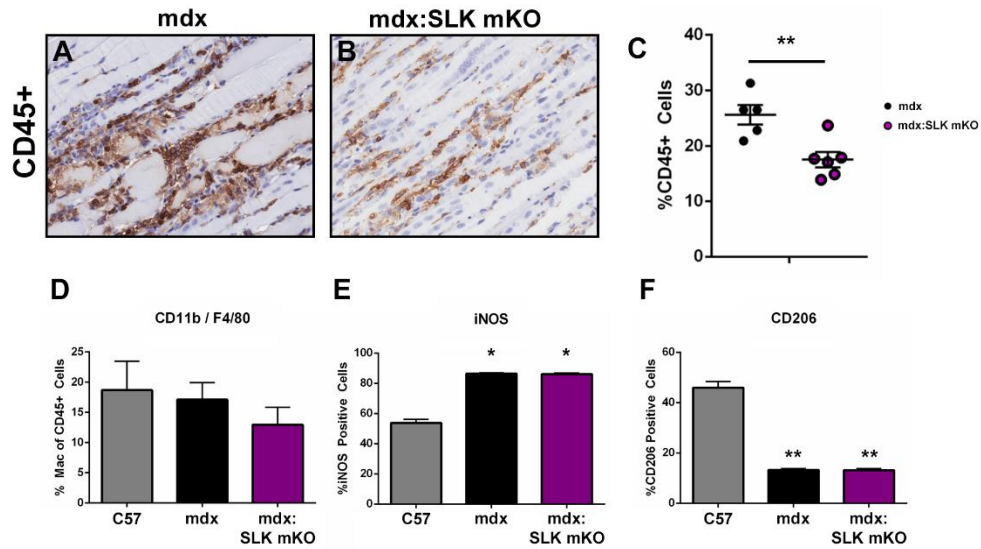 mdx
mdx:SLK mKO
A
B
CD45+
C
**
%CD45+ Cells
40
30
20
10
0
mdx
mdx:SLK mKO
D
CD11b / F4/80
% Mac of CD45+ Cells
25
20
15
10
5
0
C57
mdx
mdx:
SLK mKO
E
iNOS
%iNOS Positive Cells
100
80
60
40
20
0
*
*
C57
mdx
mdx:
SLK mKO
F
CD206
%CD206 Positive Cells
60
40
20
0
**
**
C57
mdx
mdx:
SLK mKO